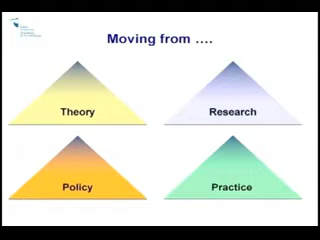 Moving from ....
Theory
Research
Policy
Practice